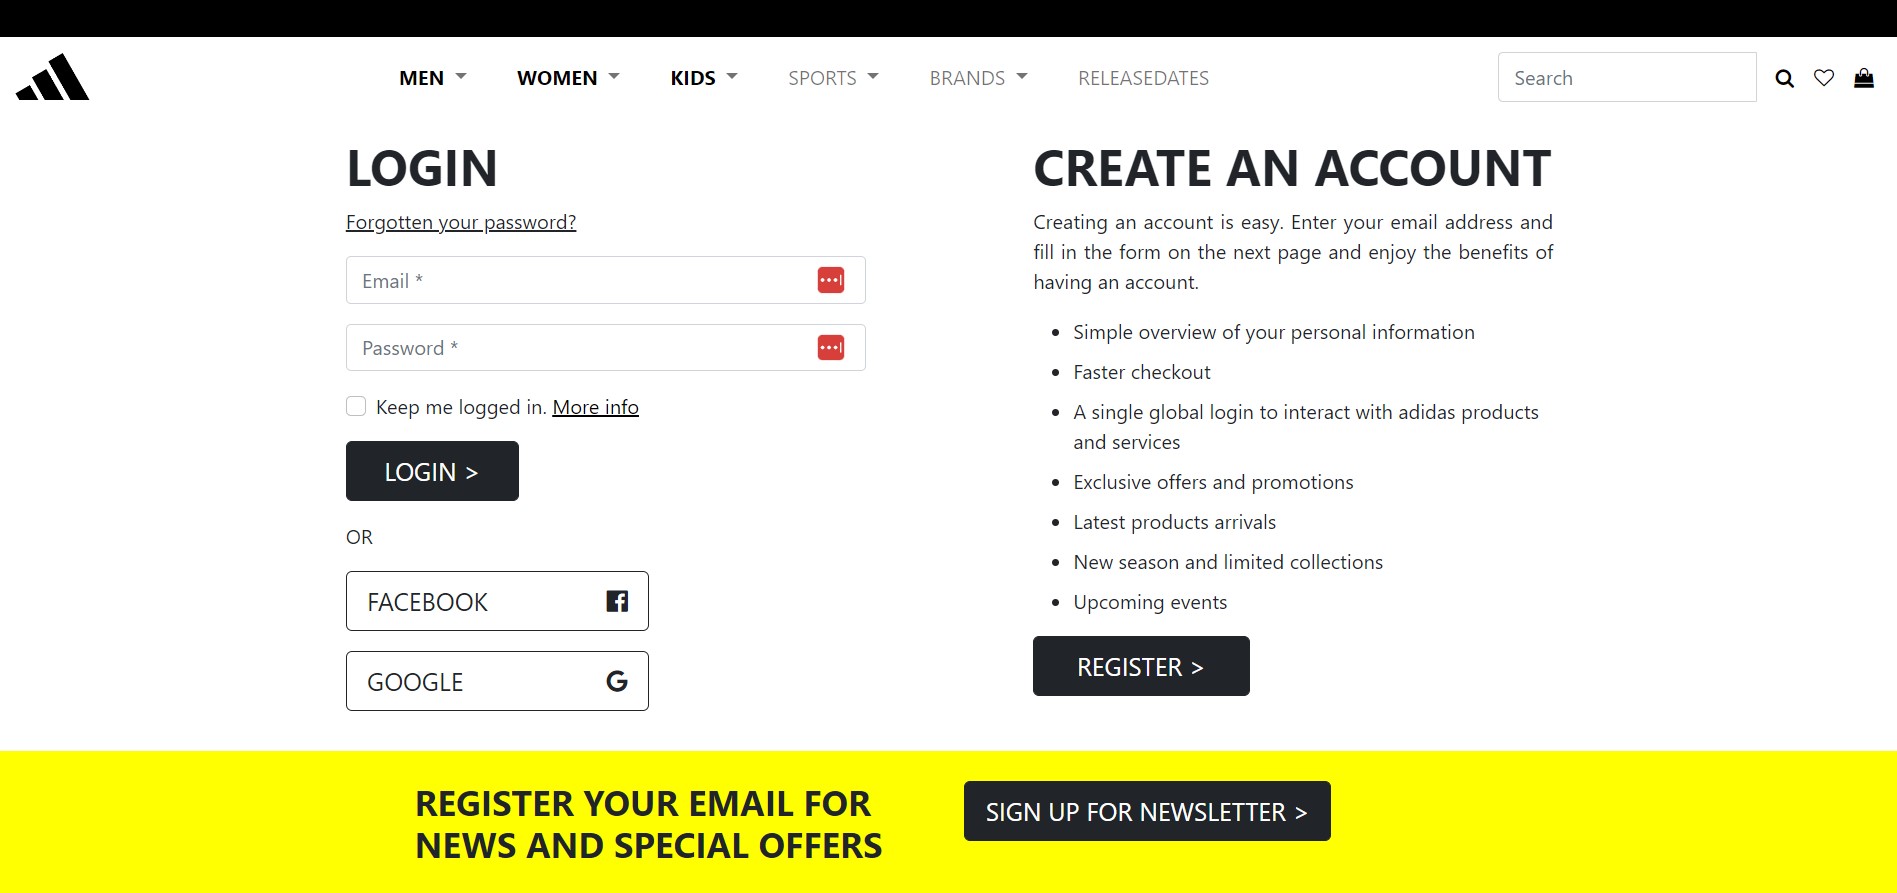 MEN
WOMEN
KIDS
SPORTS
BRANDS
RELEASEDATES
Search
LOGIN
Forgotten your password?
Email *
Password *
Keep me logged in. More info
LOGIN >
OR
FACEBOOK
GOOGLE
CREATE AN ACCOUNT
Creating an account is easy. Enter your email address and
fill in the form on the next page and enjoy the benefits of
having an account.
Simple overview of your personal information
Faster checkout
A single global login to interact with adidas products
and services
Exclusive offers and promotions
Latest products arrivals
New season and limited collections
Upcoming events
REGISTER >
REGISTER YOUR EMAIL FOR
NEWS AND SPECIAL OFFERS
SIGN UP FOR NEWSLETTER >